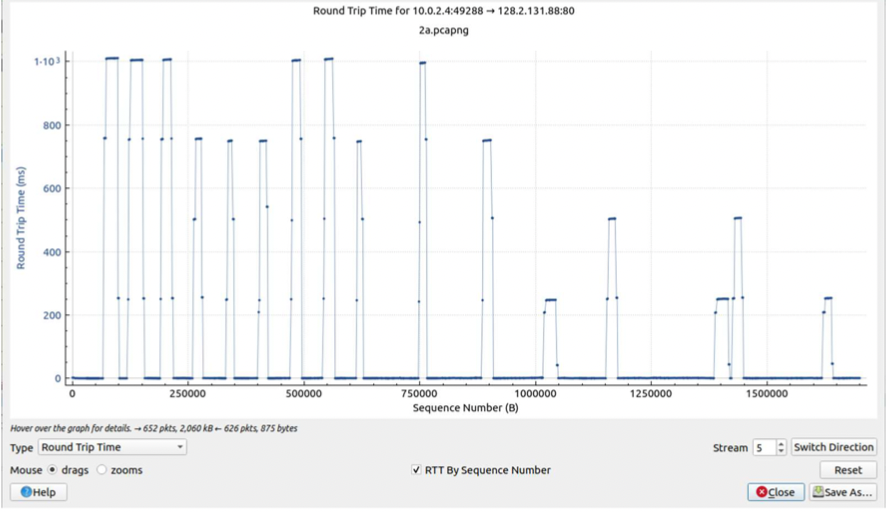 Round Trip Time for 10.0.2.4:49288 → 128.2.131.88:80
2a.pcapng
Round Trip Time (ms)
1·10³
800
600
400
200
0
0 250000 500000 750000 1000000 1250000 1500000
Sequence Number (B)
Hover over the graph for details. → 652 pkts, 2,060 kB ← 626 pkts, 875 bytes
Type Round Trip Time Stream 5 Switch Direction
Mouse drags zooms RTT By Sequence Number Reset
Help Close Save As...